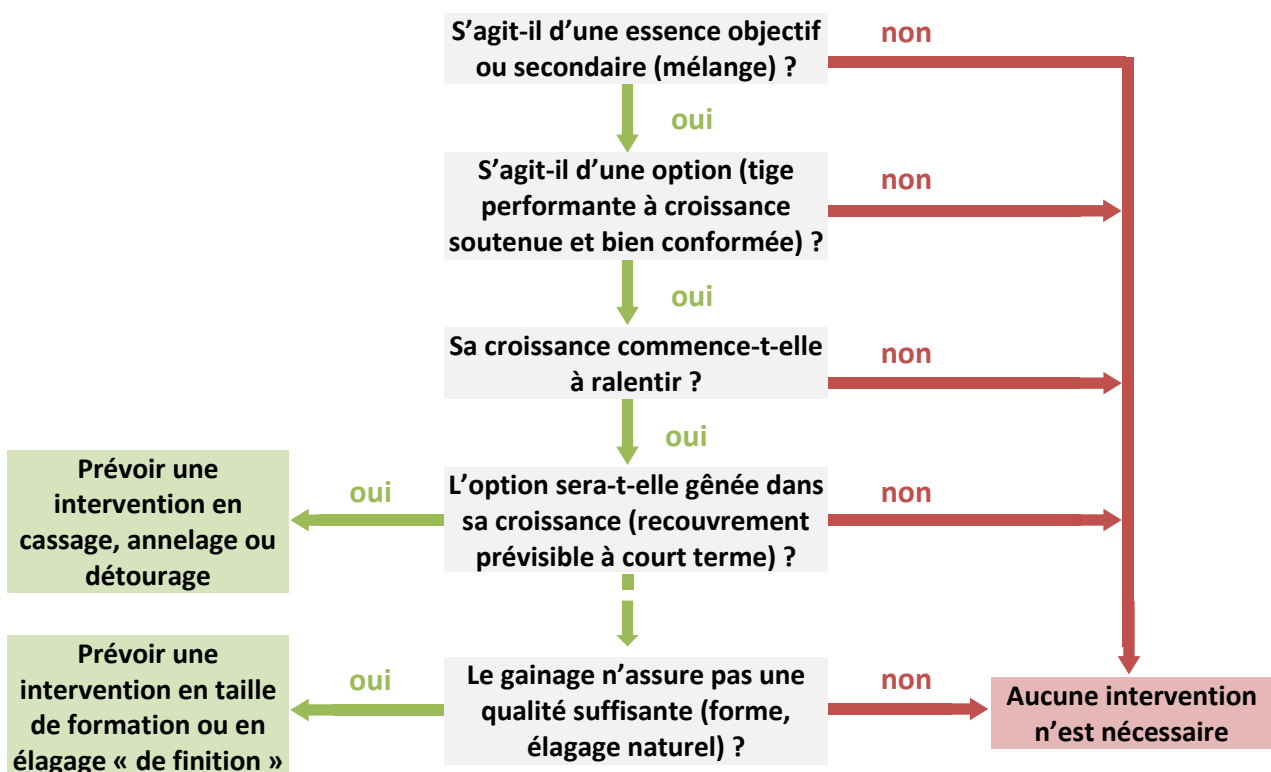 S’agit-il d’une essence objectif
ou secondaire (mélange) ?
non
oui
S’agit-il d’une option (tige
performante à croissance
soutenue et bien conformée) ?
non
oui
Sa croissance commence-t-elle
à ralentir ?
non
oui
Prévoir une
intervention en
cassage, annelage ou
détourage
oui
L’option sera-t-elle gênée dans
sa croissance (recouvrement
prévisible à court terme) ?
non
Prévoir une
intervention en taille
de formation ou en
élagage « de finition »
oui
Le gainage n’assure pas une
qualité suffisante (forme,
élagage naturel) ?
non
Aucune intervention
n’est nécessaire